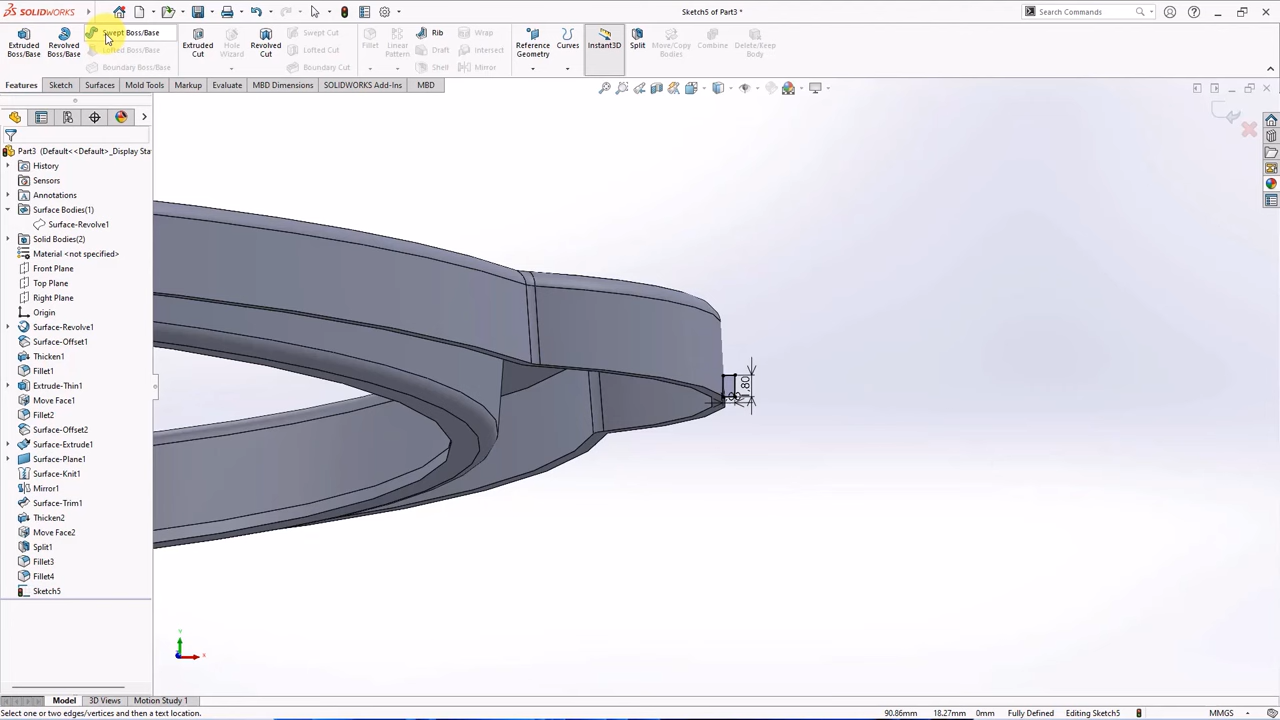 SOLIDWORKS
Sketch5 of Part3 *
Search Commands
Extruded Boss/Base
Revolved Boss/Base
Swept Boss/Base
Lofted Boss/Base
Boundary Boss/Base
Extruded Cut
Hole Wizard
Revolved Cut
Swept Cut
Lofted Cut
Boundary Cut
Fillet
Linear Pattern
Rib
Draft
Shell
Wrap
Intersect
Mirror
Reference Geometry
Curves
Instant3D
Split
Move/Copy Bodies
Combine
Delete/Keep Body
Features
Sketch
Surfaces
Mold Tools
Markup
Evaluate
MBD Dimensions
SOLIDWORKS Add-Ins
MBD
Part3 (Default<<Default>_Display Sta
History
Sensors
Annotations
Surface Bodies(1)
Surface-Revolve1
Solid Bodies(2)
Material <not specified>
Front Plane
Top Plane
Right Plane
Origin
Surface-Revolve1
Surface-Offset1
Thicken1
Fillet1
Extrude-Thin1
Move Face1
Fillet2
Surface-Offset2
Surface-Extrude1
Surface-Plane1
Surface-Knit1
Mirror1
Surface-Trim1
Thicken2
Move Face2
Split1
Fillet3
Fillet4
Sketch5
1.80
Y
X
Model
3D Views
Motion Study 1
Select one or two edges/vertices and then a text location.
90.86mm
18.27mm
0mm
Fully Defined
Editing Sketch5
MMGS